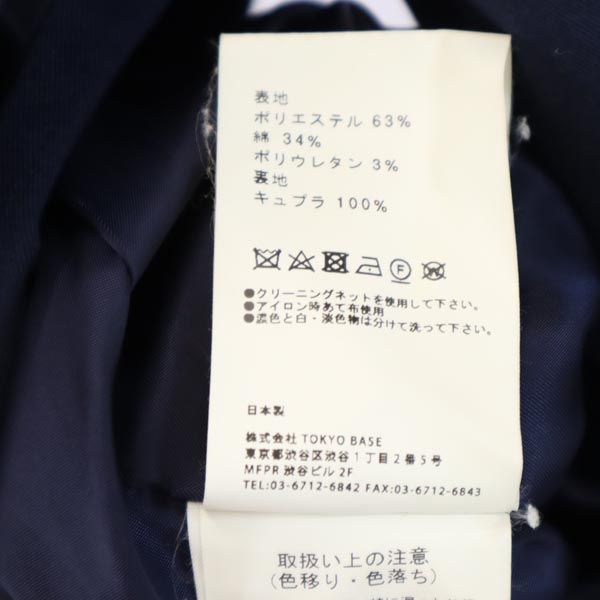 表地
ポリエステル 63%
綿 34%
ポリウレタン 3%
裏地
キュプラ 100%
F W
●クリーニングネットを使用して下さい。
●アイロン時あて布使用
●濃色と白・淡色物は分けて洗って下さい。
日本製
株式会社 TOKYO BASE
東京都渋谷区渋谷1丁目2番5号
MFPR 渋谷ビル 2F
TEL:03-6712-6842 FAX:03-6712-6843
取扱い上の注意
(色移り・色落ち)